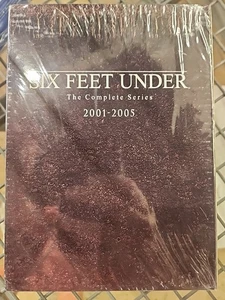 SIX FEET UNDER
The Complete Series
2001-2005